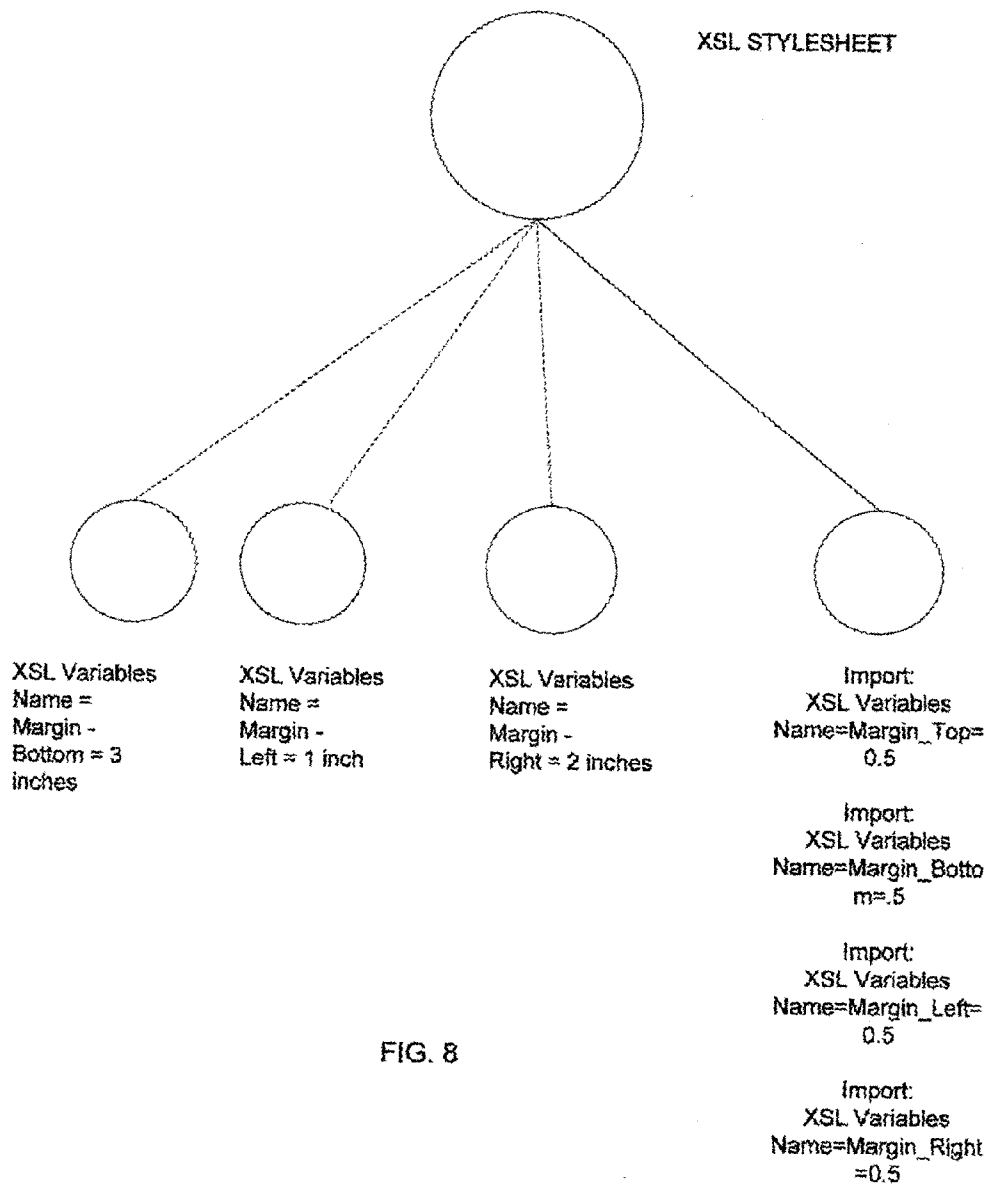 XSL STYLESHEET
XSL Variables
Name =
Margin -
Bottom = 3
inches
XSL Variables
Name =
Margin -
Left = 1 inch
XSL Variables
Name =
Margin -
Right = 2 inches
Import:
XSL Variables
Name=Margin_Top=
0.5
Import:
XSL Variables
Name=Margin_Botto
m=.5
Import:
XSL Variables
Name=Margin_Left=
0.5
Import:
XSL Variables
Name=Margin_Right
=0.5
FIG. 8